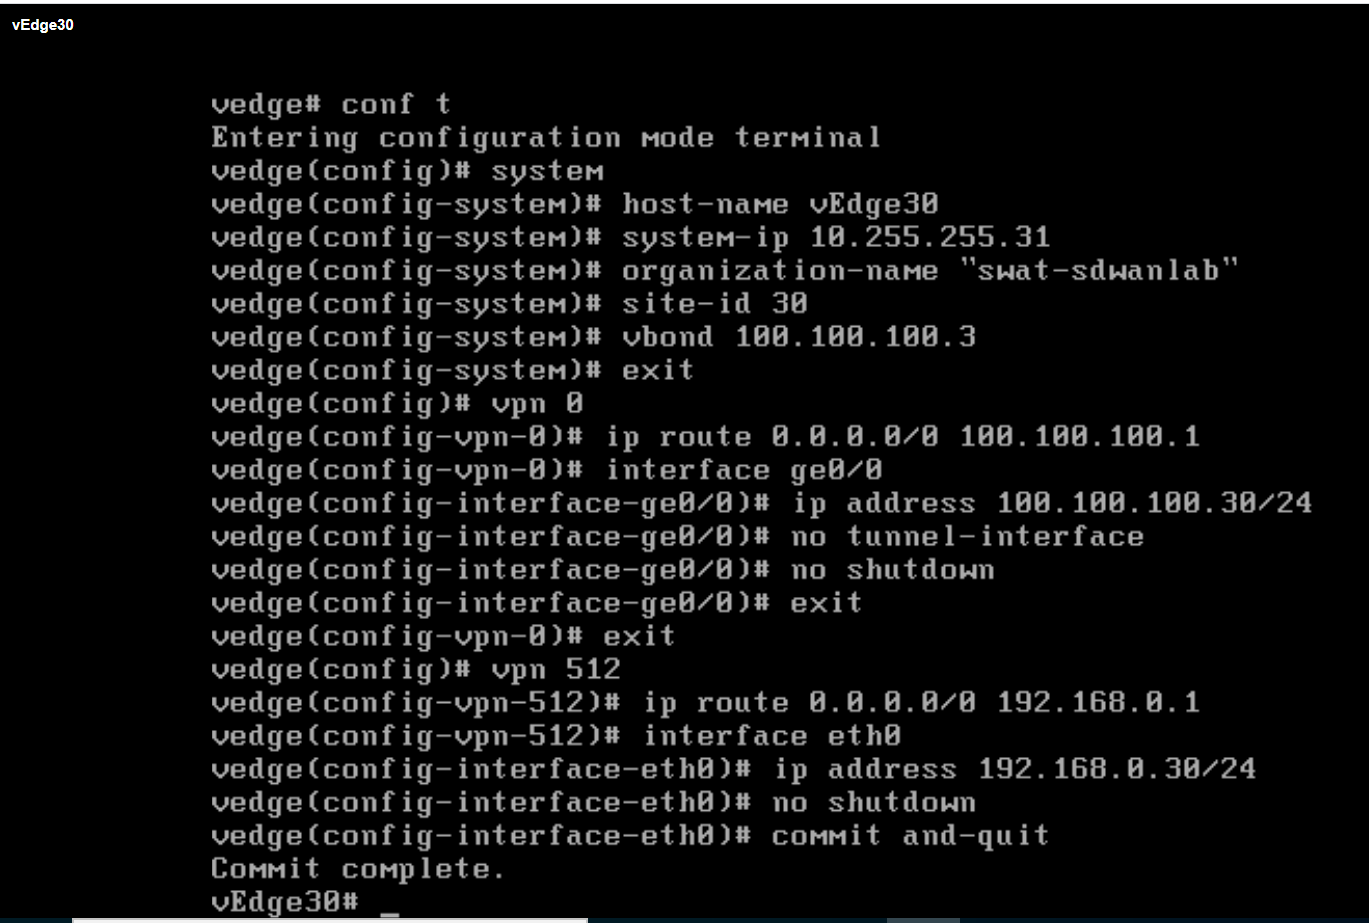 vEdge30
vedge# conf t
Entering configuration mode terminal
vedge(config)# system
vedge(config-system)# host-name vEdge30
vedge(config-system)# system-ip 10.255.255.31
vedge(config-system)# organization-name "swat-sdwanlab"
vedge(config-system)# site-id 30
vedge(config-system)# vbond 100.100.100.3
vedge(config-system)# exit
vedge(config)# vpn 0
vedge(config-vpn-0)# ip route 0.0.0.0/0 100.100.100.1
vedge(config-vpn-0)# interface ge0/0
vedge(config-interface-ge0/0)# ip address 100.100.100.30/24
vedge(config-interface-ge0/0)# no tunnel-interface
vedge(config-interface-ge0/0)# no shutdown
vedge(config-interface-ge0/0)# exit
vedge(config-vpn-0)# exit
vedge(config)# vpn 512
vedge(config-vpn-512)# ip route 0.0.0.0/0 192.168.0.1
vedge(config-vpn-512)# interface eth0
vedge(config-interface-eth0)# ip address 192.168.0.30/24
vedge(config-interface-eth0)# no shutdown
vedge(config-interface-eth0)# commit and-quit
Commit complete.
vEdge30# _